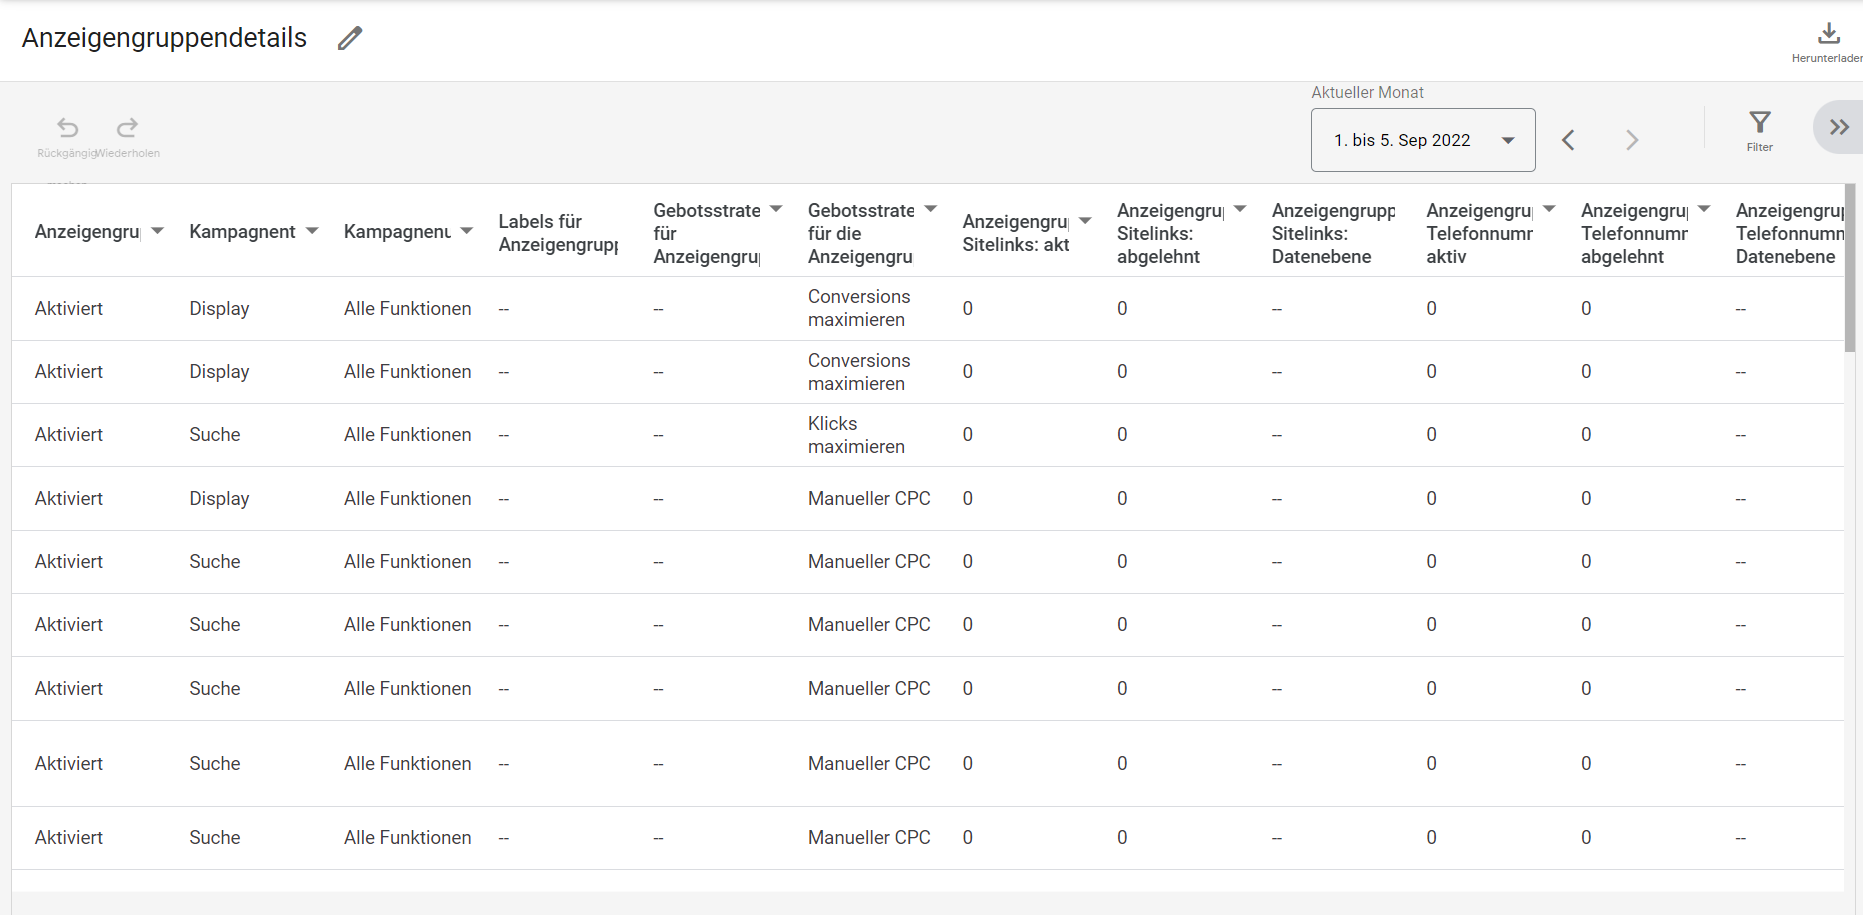 Anzeigengruppendetails
Herunterladen
Aktueller Monat
1. bis 5. Sep 2022
Filter
Rückgängig Wiederholen
Anzeigengru Kampagnent Kampagnenu Labels für Anzeigengrupp Gebotsstrate für Anzeigengru Gebotsstrate für die Anzeigengru Anzeigengru Sitelinks: akt Anzeigengru Sitelinks: abgelehnt Anzeigengrupp Sitelinks: Datenebene Anzeigengru Telefonnumr aktiv Anzeigengru Telefonnumr abgelehnt Anzeigengru Telefonnumn Datenebene
Aktiviert Display Alle Funktionen -- -- Conversions maximieren 0 0 -- 0 0 --
Aktiviert Display Alle Funktionen -- -- Conversions maximieren 0 0 -- 0 0 --
Aktiviert Suche Alle Funktionen -- -- Klicks maximieren 0 0 -- 0 0 --
Aktiviert Display Alle Funktionen -- -- Manueller CPC 0 0 -- 0 0 --
Aktiviert Suche Alle Funktionen -- -- Manueller CPC 0 0 -- 0 0 --
Aktiviert Suche Alle Funktionen -- -- Manueller CPC 0 0 -- 0 0 --
Aktiviert Suche Alle Funktionen -- -- Manueller CPC 0 0 -- 0 0 --
Aktiviert Suche Alle Funktionen -- -- Manueller CPC 0 0 -- 0 0 --
Aktiviert Suche Alle Funktionen -- -- Manueller CPC 0 0 -- 0 0 --